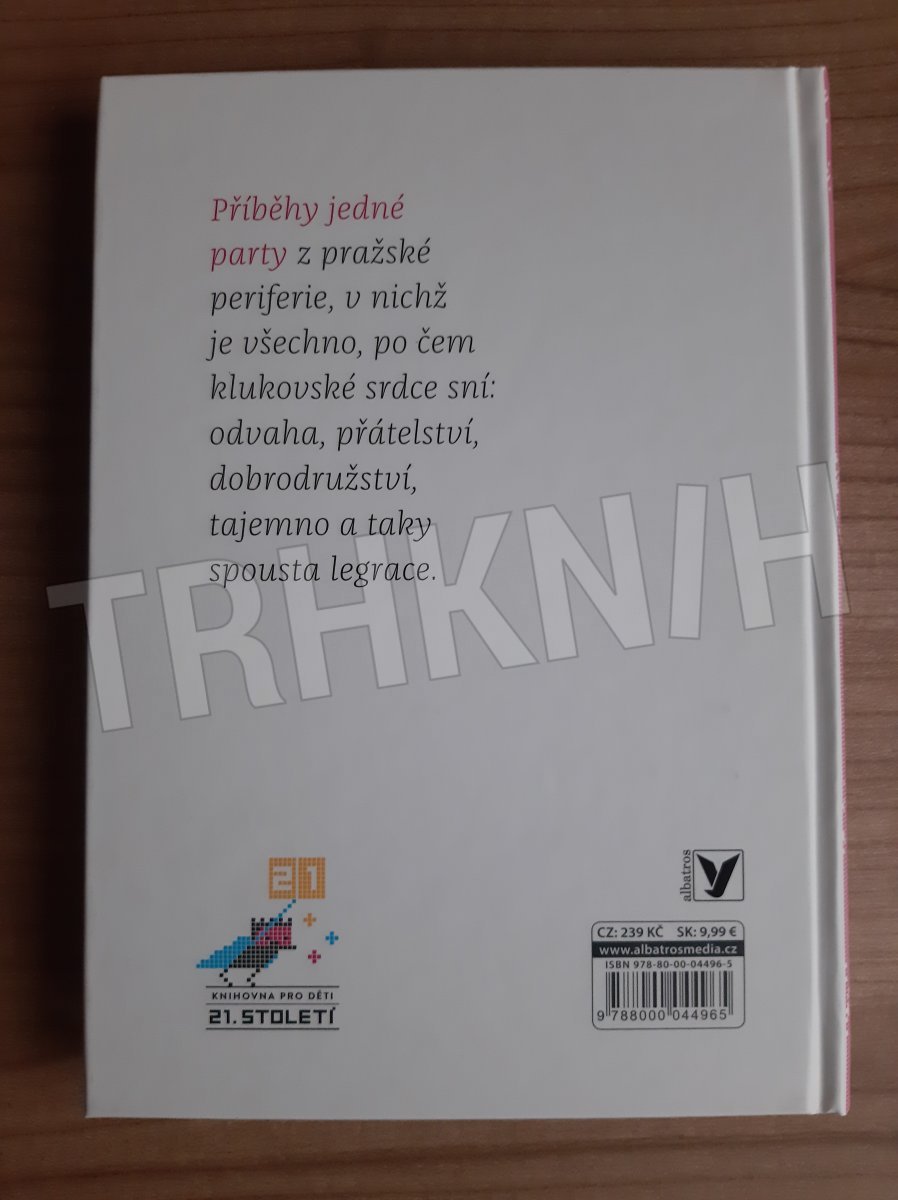 Příběhy jedné
party z pražské
periferie, v nichž
je všechno, po čem
klukovské srdce sní:
odvaha, přátelství,
dobrodružství,
tajemno a taky
spousta legrace.
TRHKNIH
21
KNIHOVNA PRO DĚTI
21. STOLETÍ
albatros
CZ: 239 KČ SK: 9,99 €
www.albatrosmedia.cz
ISBN 978-80-00-04496-5
9 788000 044965